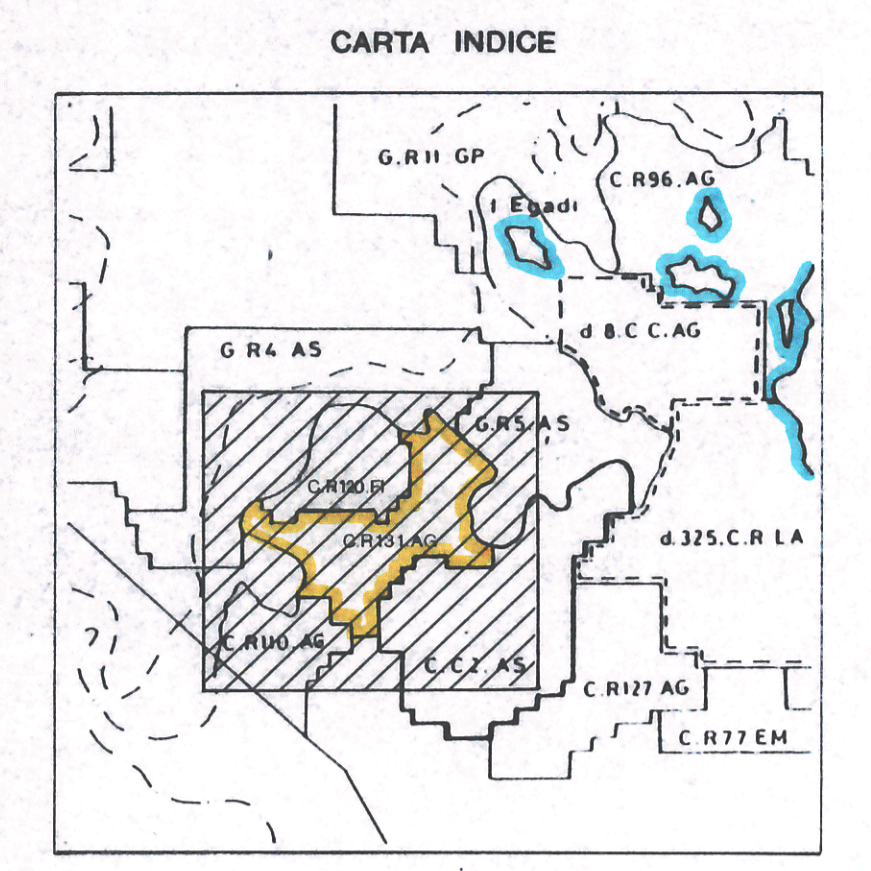 CARTA INDICE
G.R11 GP
C.R96.AG
I Egadi
d 8.C C.AG
G R4 AS
G.R5.AS
C.R120.FI
C.R131.AG
d.325.C.R LA
?
C.R110.AG
C.C2.AS
C.R127 AG
C.R77 EM